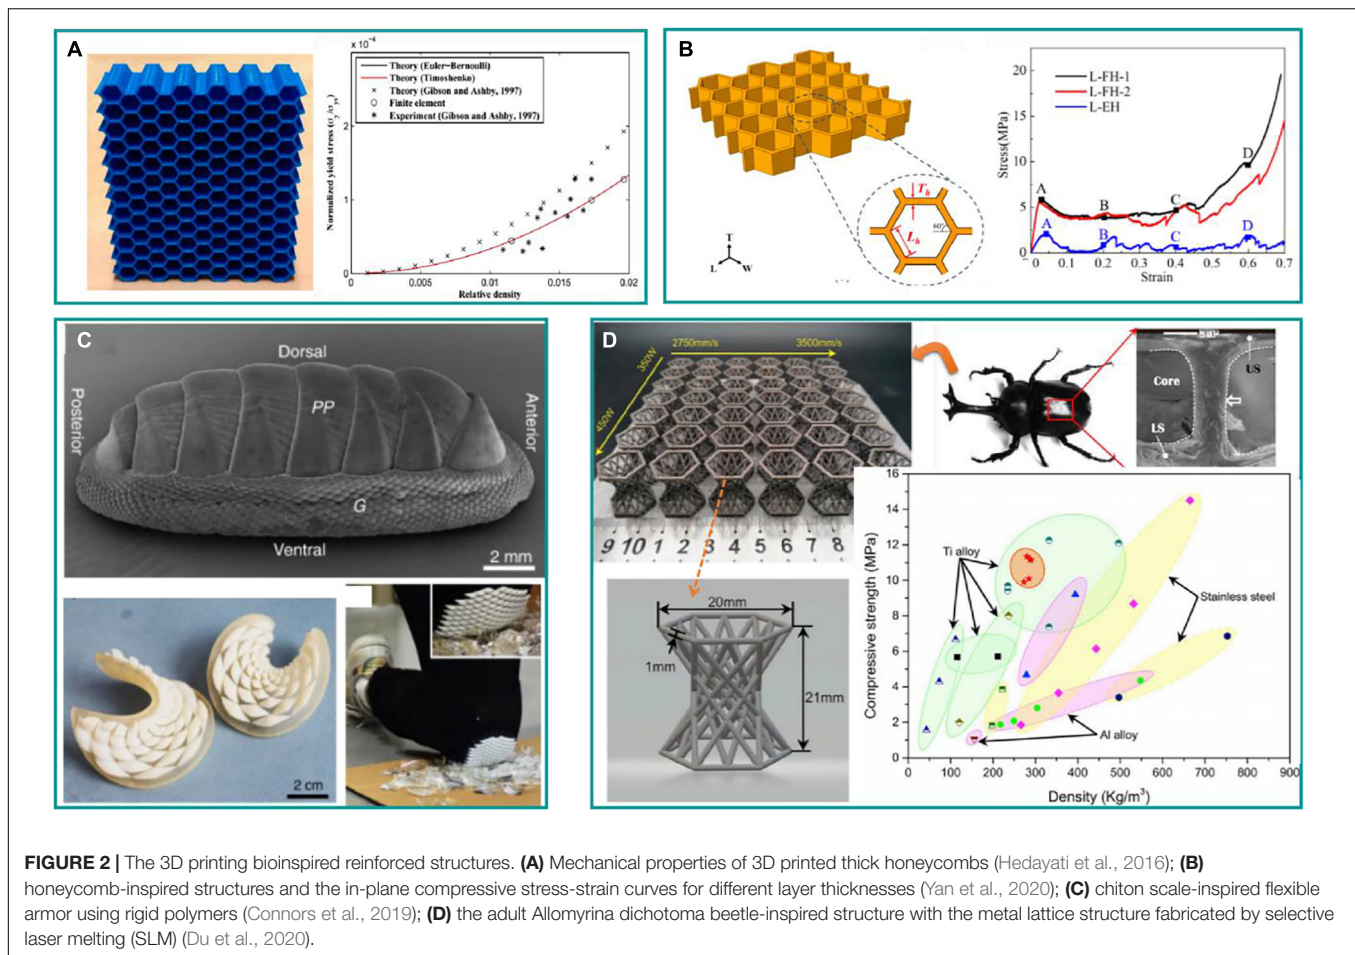 A
× 10⁻⁴
Theory (Euler−Bernoulli)
Theory (Timoshenko)
Theory (Gibson and Ashby, 1997)
Finite element
Experiment (Gibson and Ashby, 1997)
2
1
0
Normalized yield stress (σy/σys)
0
0.005
0.01
0.015
0.02
Relative density
B
T
L
W
Th
Lh
60°
L-FH-1
L-FH-2
L-EH
20
15
10
5
0
Stress(MPa)
A
B
C
D
A
B
C
D
0.0
0.1
0.2
0.3
0.4
0.5
0.6
0.7
Strain
C
Dorsal
Posterior
Anterior
PP
G
Ventral
2 mm
2 cm
D
2750mm/s
3500mm/s
350W
450W
9 10 1 2 3 4 5 6 7 8
US
Core
LS
20mm
1mm
21mm
16
14
12
10
8
6
4
2
0
Compressive strength (MPa)
Ti alloy
Stainless steel
Al alloy
0 100 200 300 400 500 600 700 800 900
Density (Kg/m³)
FIGURE 2 | The 3D printing bioinspired reinforced structures. (A) Mechanical properties of 3D printed thick honeycombs (Hedayati et al., 2016); (B)
honeycomb-inspired structures and the in-plane compressive stress-strain curves for different layer thicknesses (Yan et al., 2020); (C) chiton scale-inspired flexible
armor using rigid polymers (Connors et al., 2019); (D) the adult Allomyrina dichotoma beetle-inspired structure with the metal lattice structure fabricated by selective
laser melting (SLM) (Du et al., 2020).